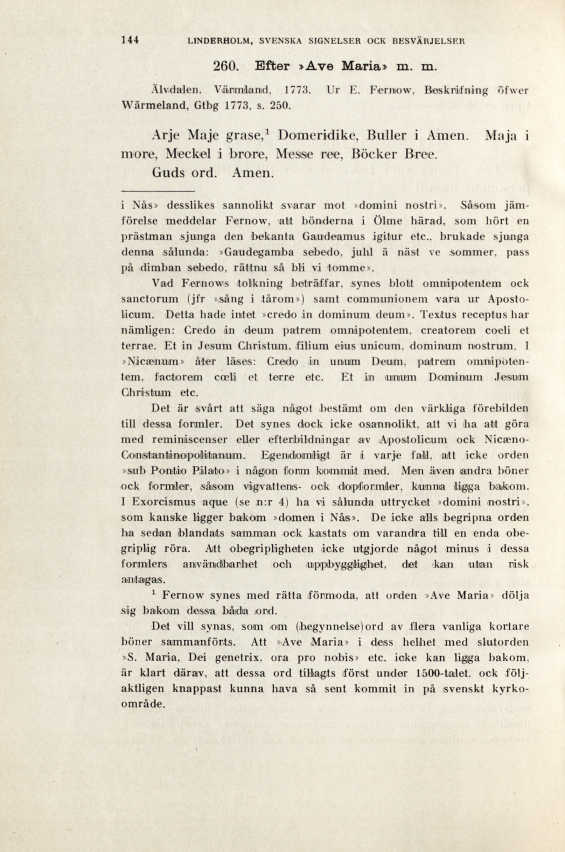 144 LINDERHOLM, SVENSKA SIGNELSER OCK BESVÄRJELSER
260. Efter »Ave Maria» m. m.
Älvdalen, Värmland, 1773. Ur E. Fernow, Beskrifning öfwer
Wärmeland, Gtbg 1773, s. 250.
Arje Maje grase,¹ Domeridike, Buller i Amen. Maja i
more, Meckel i brore, Messe ree, Böcker Bree.
Guds ord. Amen.
i Nås» desslikes sannolikt svarar mot »domini nostri». Såsom jäm-
förelse meddelar Fernow, att bönderna i Ölme härad, som hört en
prästman sjunga den bekanta Gaudeamus igitur etc., brukade sjunga
denna sålunda: »Gaudegamba sebedo, juhl ä näst ve sommer, pass
på dimban sebedo, rättnu så bli vi tomme».
Vad Fernows tolkning beträffar, synes blott omnipotentem ock
sanctorum (jfr »sång i tårom») samt communionem vara ur Aposto-
licum. Detta hade intet »credo in dominum deum». Textus receptus har
nämligen: Credo in deum patrem omnipotentem, creatorem coeli et
terrae. Et in Jesum Christum, filium eius unicum, dominum nostrum. I
»Nicænum» åter läses: Credo in unum Deum, patrem omnipoten-
tem, factorem cœli et terre etc. Et in unum Dominum Jesum
Christum etc.
Det är svårt att säga något bestämt om den värkliga förebilden
till dessa formler. Det synes dock icke osannolikt, att vi ha att göra
med reminiscenser eller efterbildningar av Apostolicum ock Nicæno-
Constantinopolitanum. Egendomligt är i varje fall, att icke orden
»sub Pontio Pilato» i någon form kommit med. Men även andra böner
ock formler, såsom vigvattens- ock dopformler, kunna ligga bakom.
I Exorcismus aque (se n:r 4) ha vi sålunda uttrycket »domini nostri»,
som kanske ligger bakom »domen i Nås». De icke alls begripna orden
ha sedan blandats samman ock kastats om varandra till en enda obe-
griplig röra. Att obegripligheten icke utgjorde något minus i dessa
formlers användbarhet och uppbygglighet, det kan utan risk
antagas.
¹ Fernow synes med rätta förmoda, att orden »Ave Maria» dölja
sig bakom dessa båda ord.
Det vill synas, som om (begynnelse)ord av flera vanliga kortare
böner sammanförts. Att »Ave Maria» i dess helhet med slutorden
»S. Maria, Dei genetrix, ora pro nobis» etc. icke kan ligga bakom,
är klart därav, att dessa ord tillagts först under 1500-talet, ock följ-
aktligen knappast kunna hava så sent kommit in på svenskt kyrko-
område.